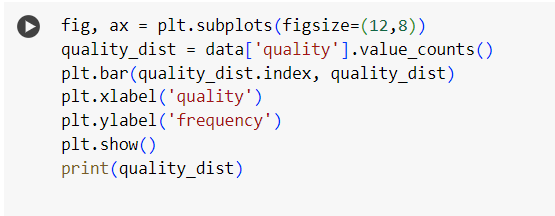 fig, ax = plt.subplots(figsize=(12,8))
quality_dist = data['quality'].value_counts()
plt.bar(quality_dist.index, quality_dist)
plt.xlabel('quality')
plt.ylabel('frequency')
plt.show()
print(quality_dist)